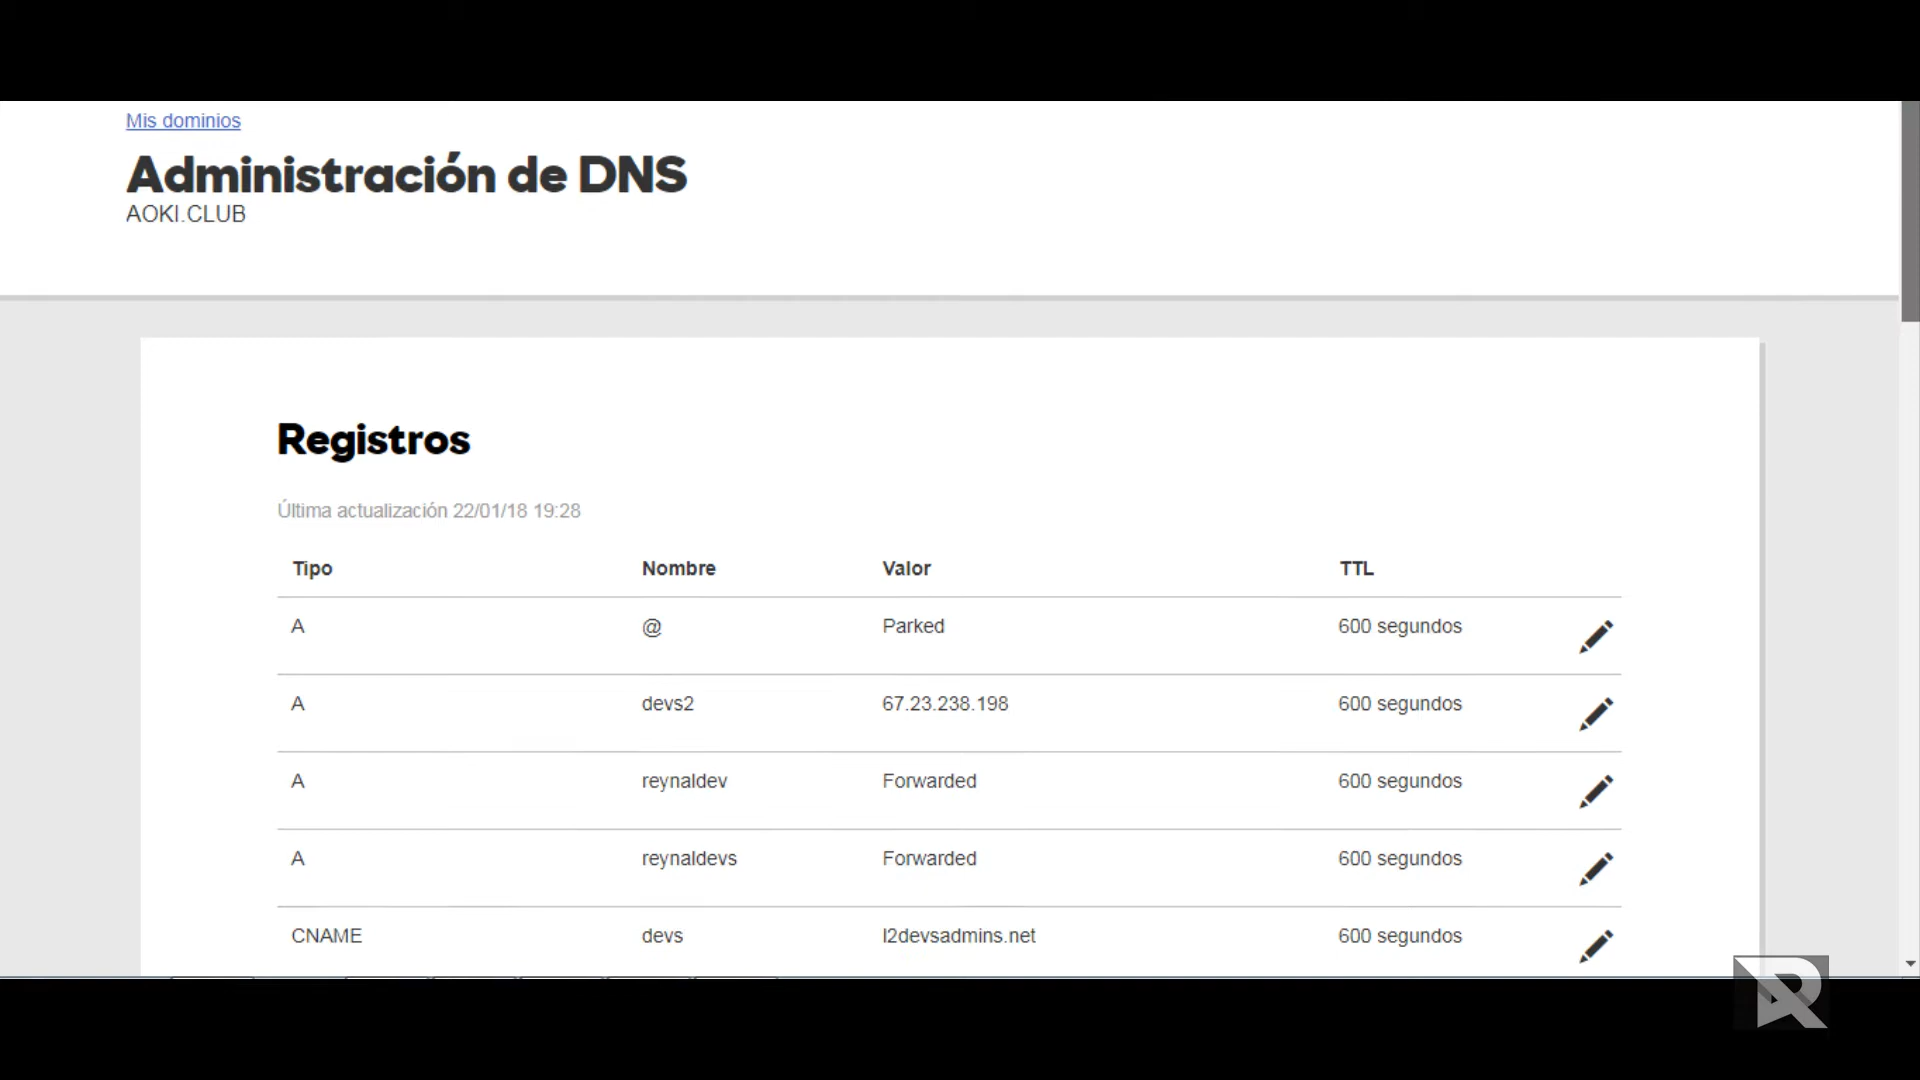 Mis dominios
Administración de DNS
AOKI.CLUB
Registros
Última actualización 22/01/18 19:28
Tipo Nombre Valor TTL
A @ Parked 600 segundos
A devs2 67.23.238.198 600 segundos
A reynaldev Forwarded 600 segundos
A reynaldevs Forwarded 600 segundos
CNAME devs l2devsadmins.net 600 segundos